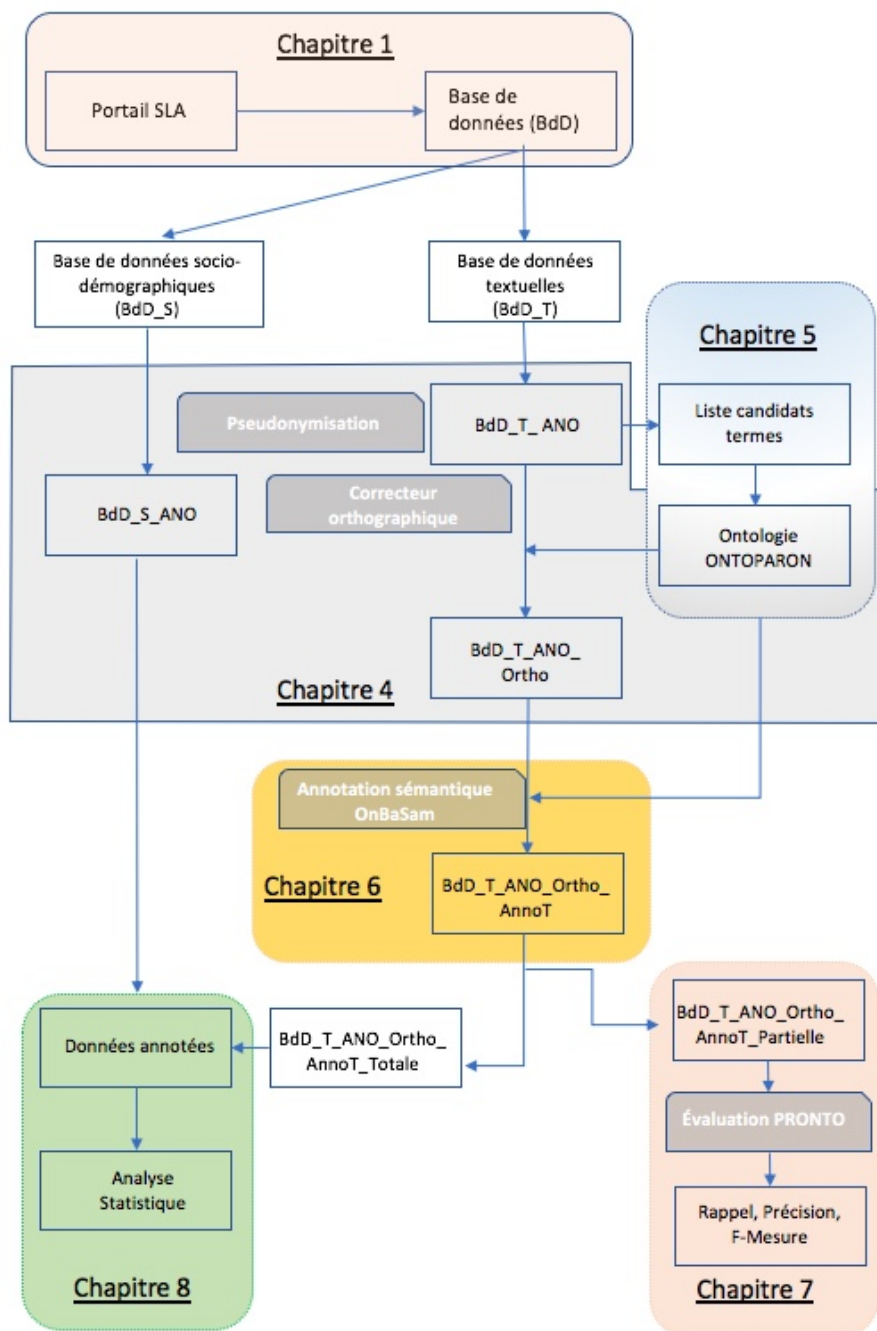 Chapitre 1
Portail SLA
Base de
données (BdD)
Base de données socio-
démographiques
(BdD_S)
Base de données
textuelles
(BdD_T)
Chapitre 5
Pseudonymisation
BdD_T_ ANO
Liste candidats
termes
Correcteur
orthographique
BdD_S_ANO
Ontologie
ONTOPARON
BdD_T_ANO_
Ortho
Chapitre 4
Annotation sémantique
OnBaSam
Chapitre 6
BdD_T_ANO_Ortho_
AnnoT
Données annotées
BdD_T_ANO_Ortho_
AnnoT_Totale
BdD_T_ANO_Ortho_
AnnoT_Partielle
Évaluation PRONTO
Analyse
Statistique
Rappel, Précision,
F-Mesure
Chapitre 8
Chapitre 7